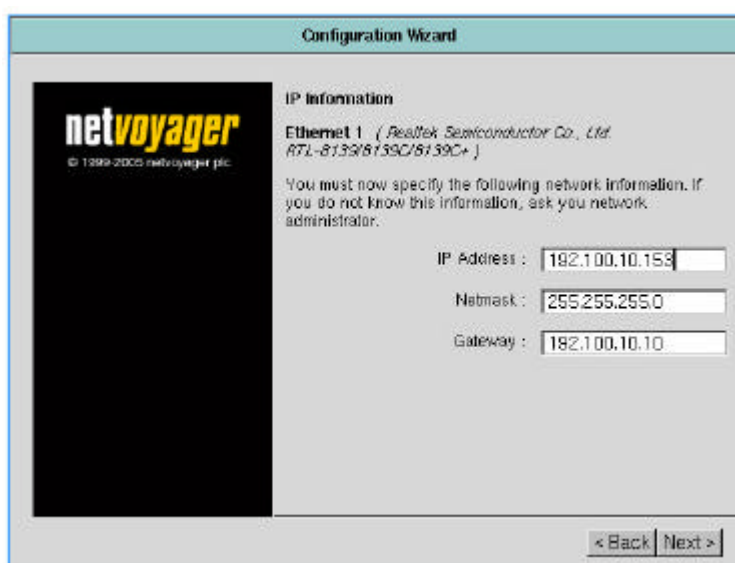 Configuration Wizard
netvoyager
© 1999-2005 netvoyager plc
IP Information
Ethernet 1 ( Realtek Semiconductor Co., Ltd.
RTL-8139/8139C/8139C+ )
You must now specify the following network information. If
you do not know this information, ask you network
administrator.
IP Address : 192.100.10.153
Netmask : 255.255.255.0
Gateway : 192.100.10.10
< Back Next >